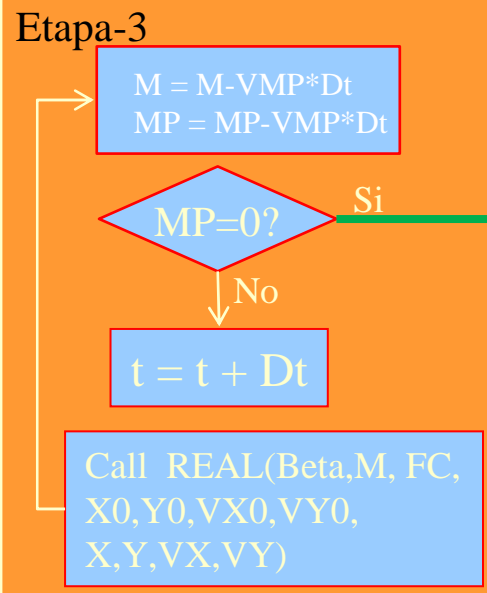 Etapa-3
M = M-VMP*Dt
MP = MP-VMP*Dt
MP=0?
Si
No
t = t + Dt
Call REAL(Beta,M, FC,
X0,Y0,VX0,VY0,
X,Y,VX,VY)